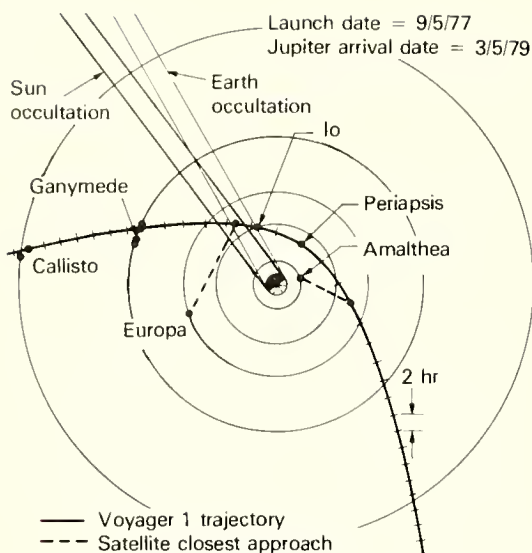 Launch date = 9/5/77
Jupiter arrival date = 3/5/79
Sun
occultation
Earth
occultation
Io
Ganymede
Periapsis
Amalthea
Callisto
Europa
2 hr
Voyager 1 trajectory
Satellite closest approach